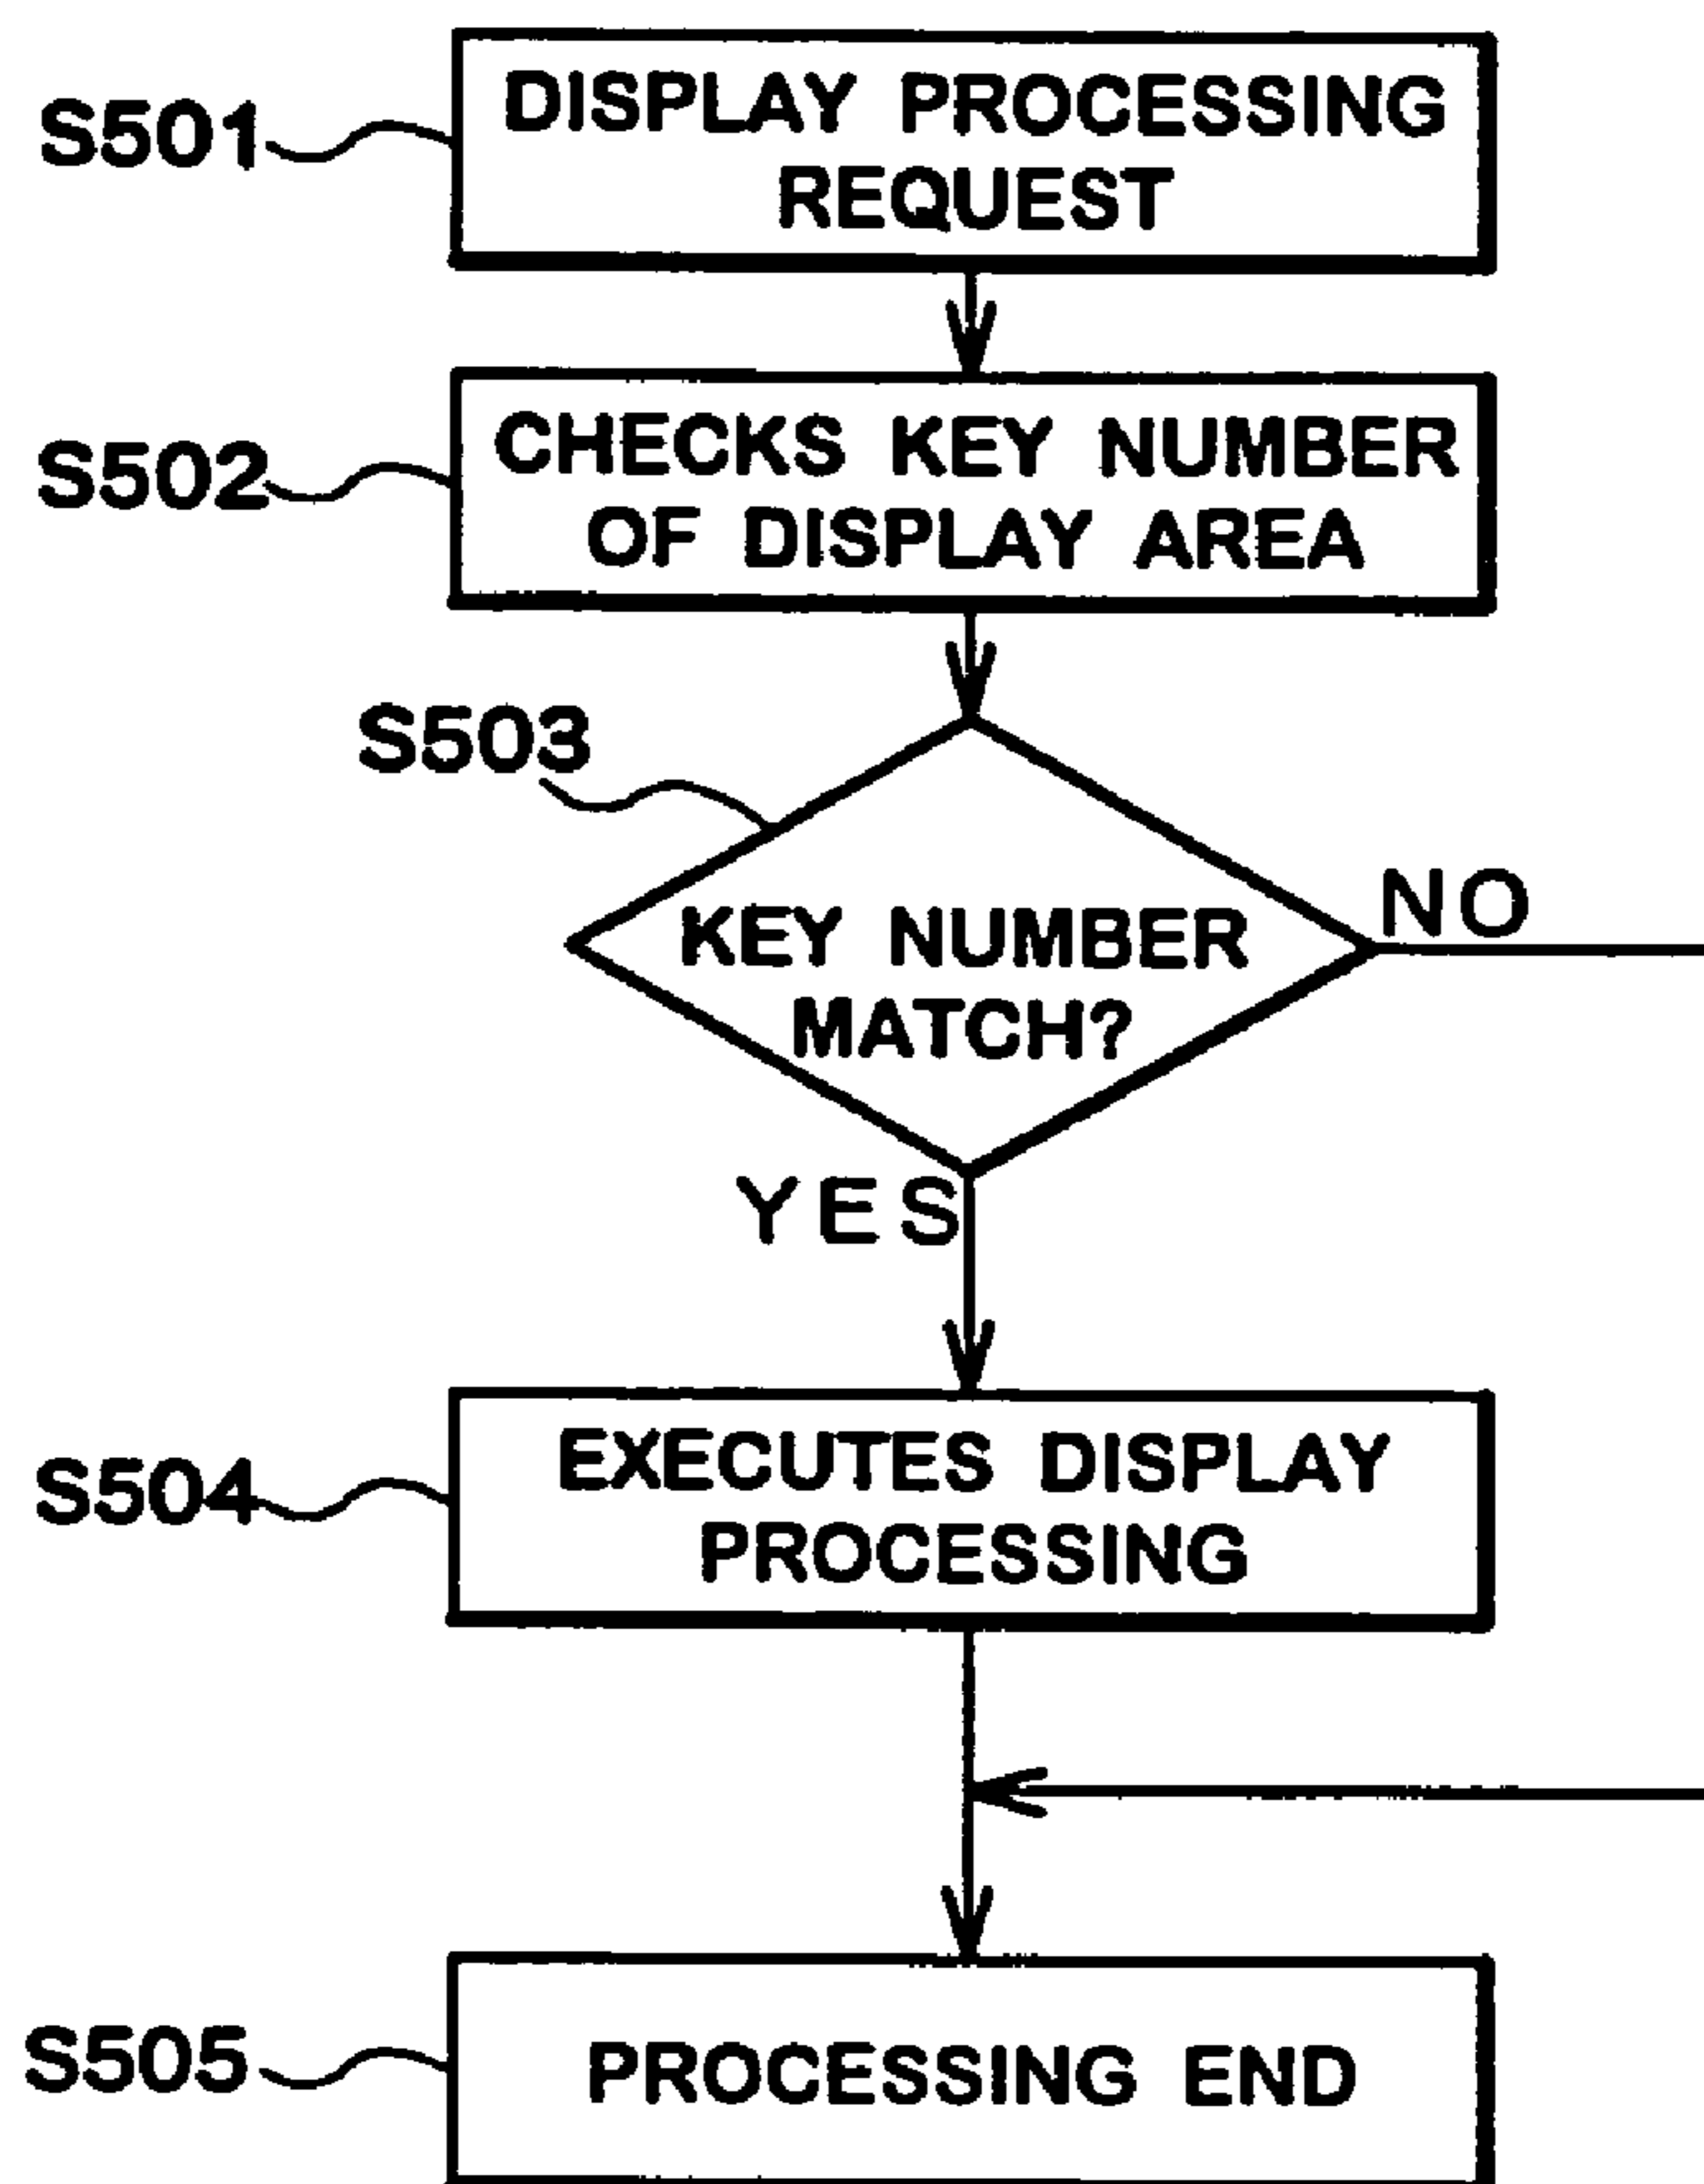 S501
DISPLAY PROCESSING
REQUEST
S502
CHECKS KEY NUMBER
OF DISPLAY AREA
S503
KEY NUMBER
MATCH?
NO
YES
S504
EXECUTES DISPLAY
PROCESSING
S505
PROCESSING END